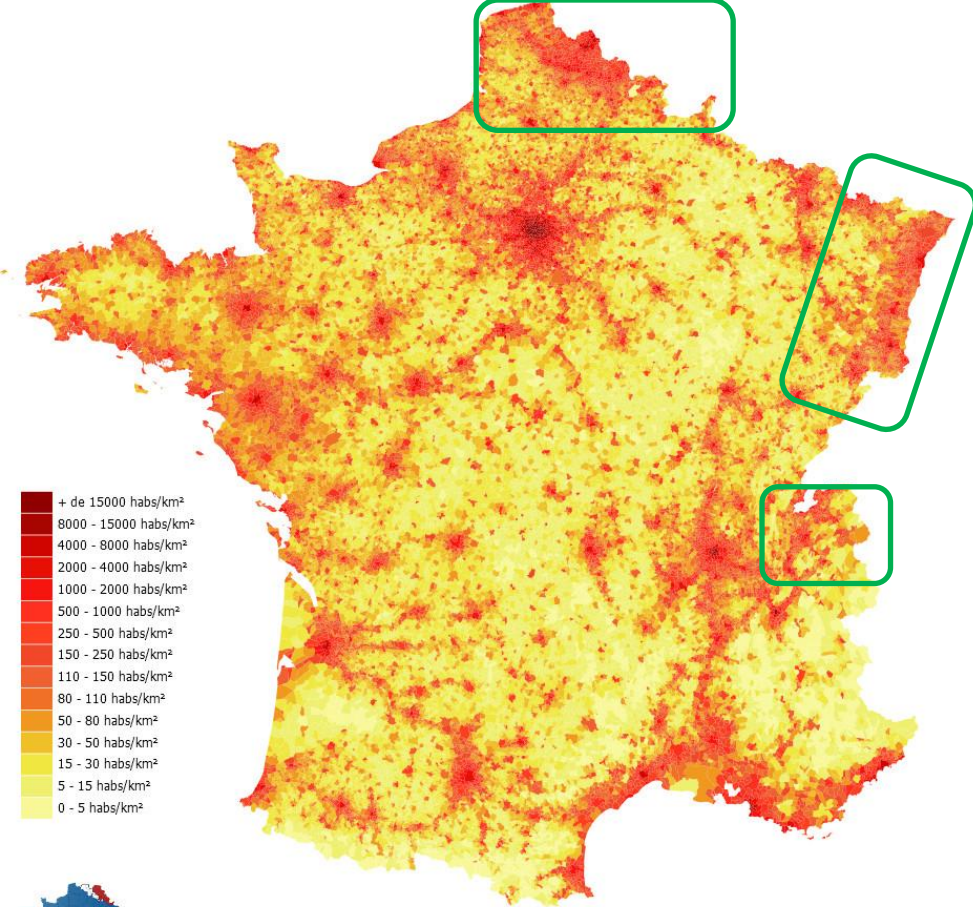 + de 15000 habs/km²
8000 - 15000 habs/km²
4000 - 8000 habs/km²
2000 - 4000 habs/km²
1000 - 2000 habs/km²
500 - 1000 habs/km²
250 - 500 habs/km²
150 - 250 habs/km²
110 - 150 habs/km²
80 - 110 habs/km²
50 - 80 habs/km²
30 - 50 habs/km²
15 - 30 habs/km²
5 - 15 habs/km²
0 - 5 habs/km²